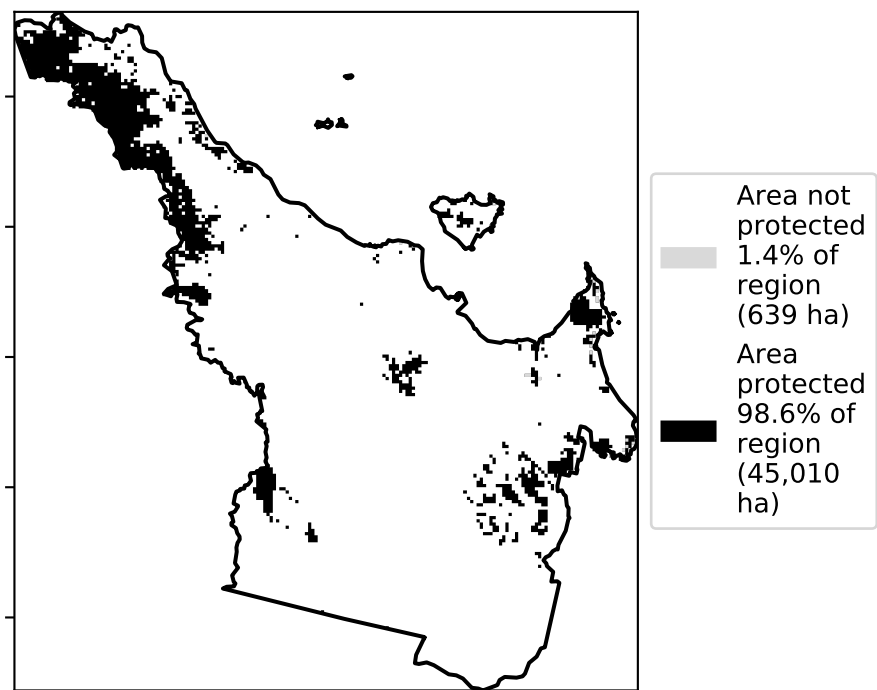 Area not
protected
1.4% of
region
(639 ha)
Area
protected
98.6% of
region
(45,010
ha)